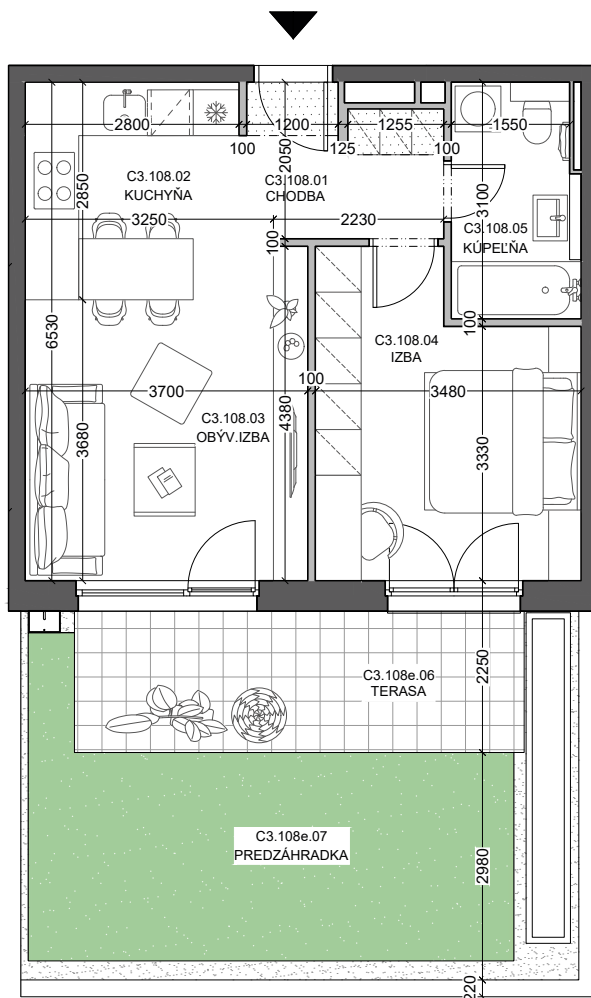 2800
1200
1255
1550
100
125
100
2050
C3.108.02
KUCHYŇA
C3.108.01
CHODBA
2850
3100
3250
2230
C3.108.05
KÚPEĽŇA
100
6530
100
C3.108.04
IZBA
3700
100
3480
3680
C3.108.03
OBÝV.IZBA
4380
3330
C3.108e.06
TERASA
2250
C3.108e.07
PREDZÁHRADKA
2980
220